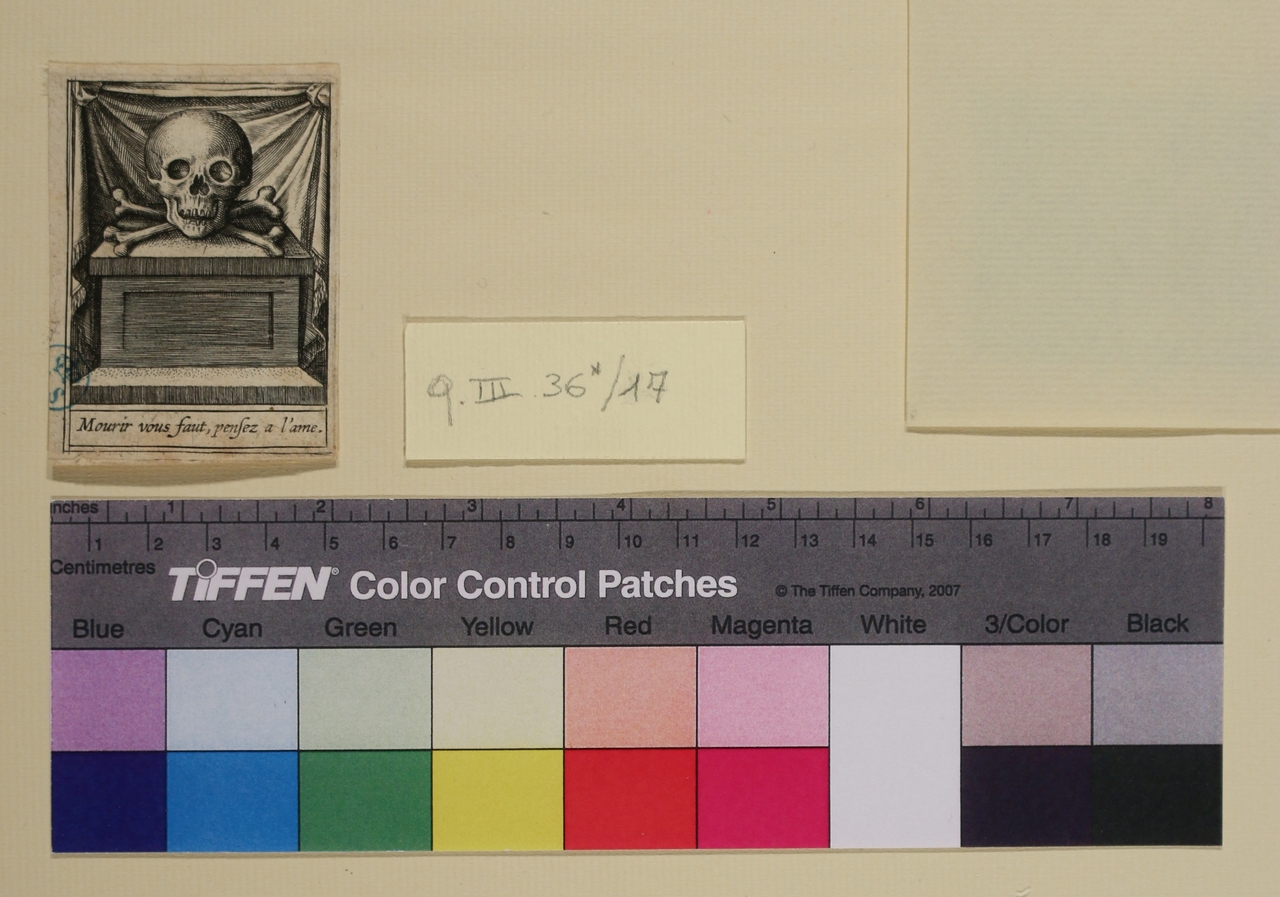 Mourir vous faut, penſez a l'ame.
Q. III. 36*/17
nches 1 2 3 4 5 6 7 8
1 2 3 4 5 6 7 8 9 10 11 12 13 14 15 16 17 18 19
Centimetres
TIFFEN® Color Control Patches © The Tiffen Company, 2007
Blue Cyan Green Yellow Red Magenta White 3/Color Black